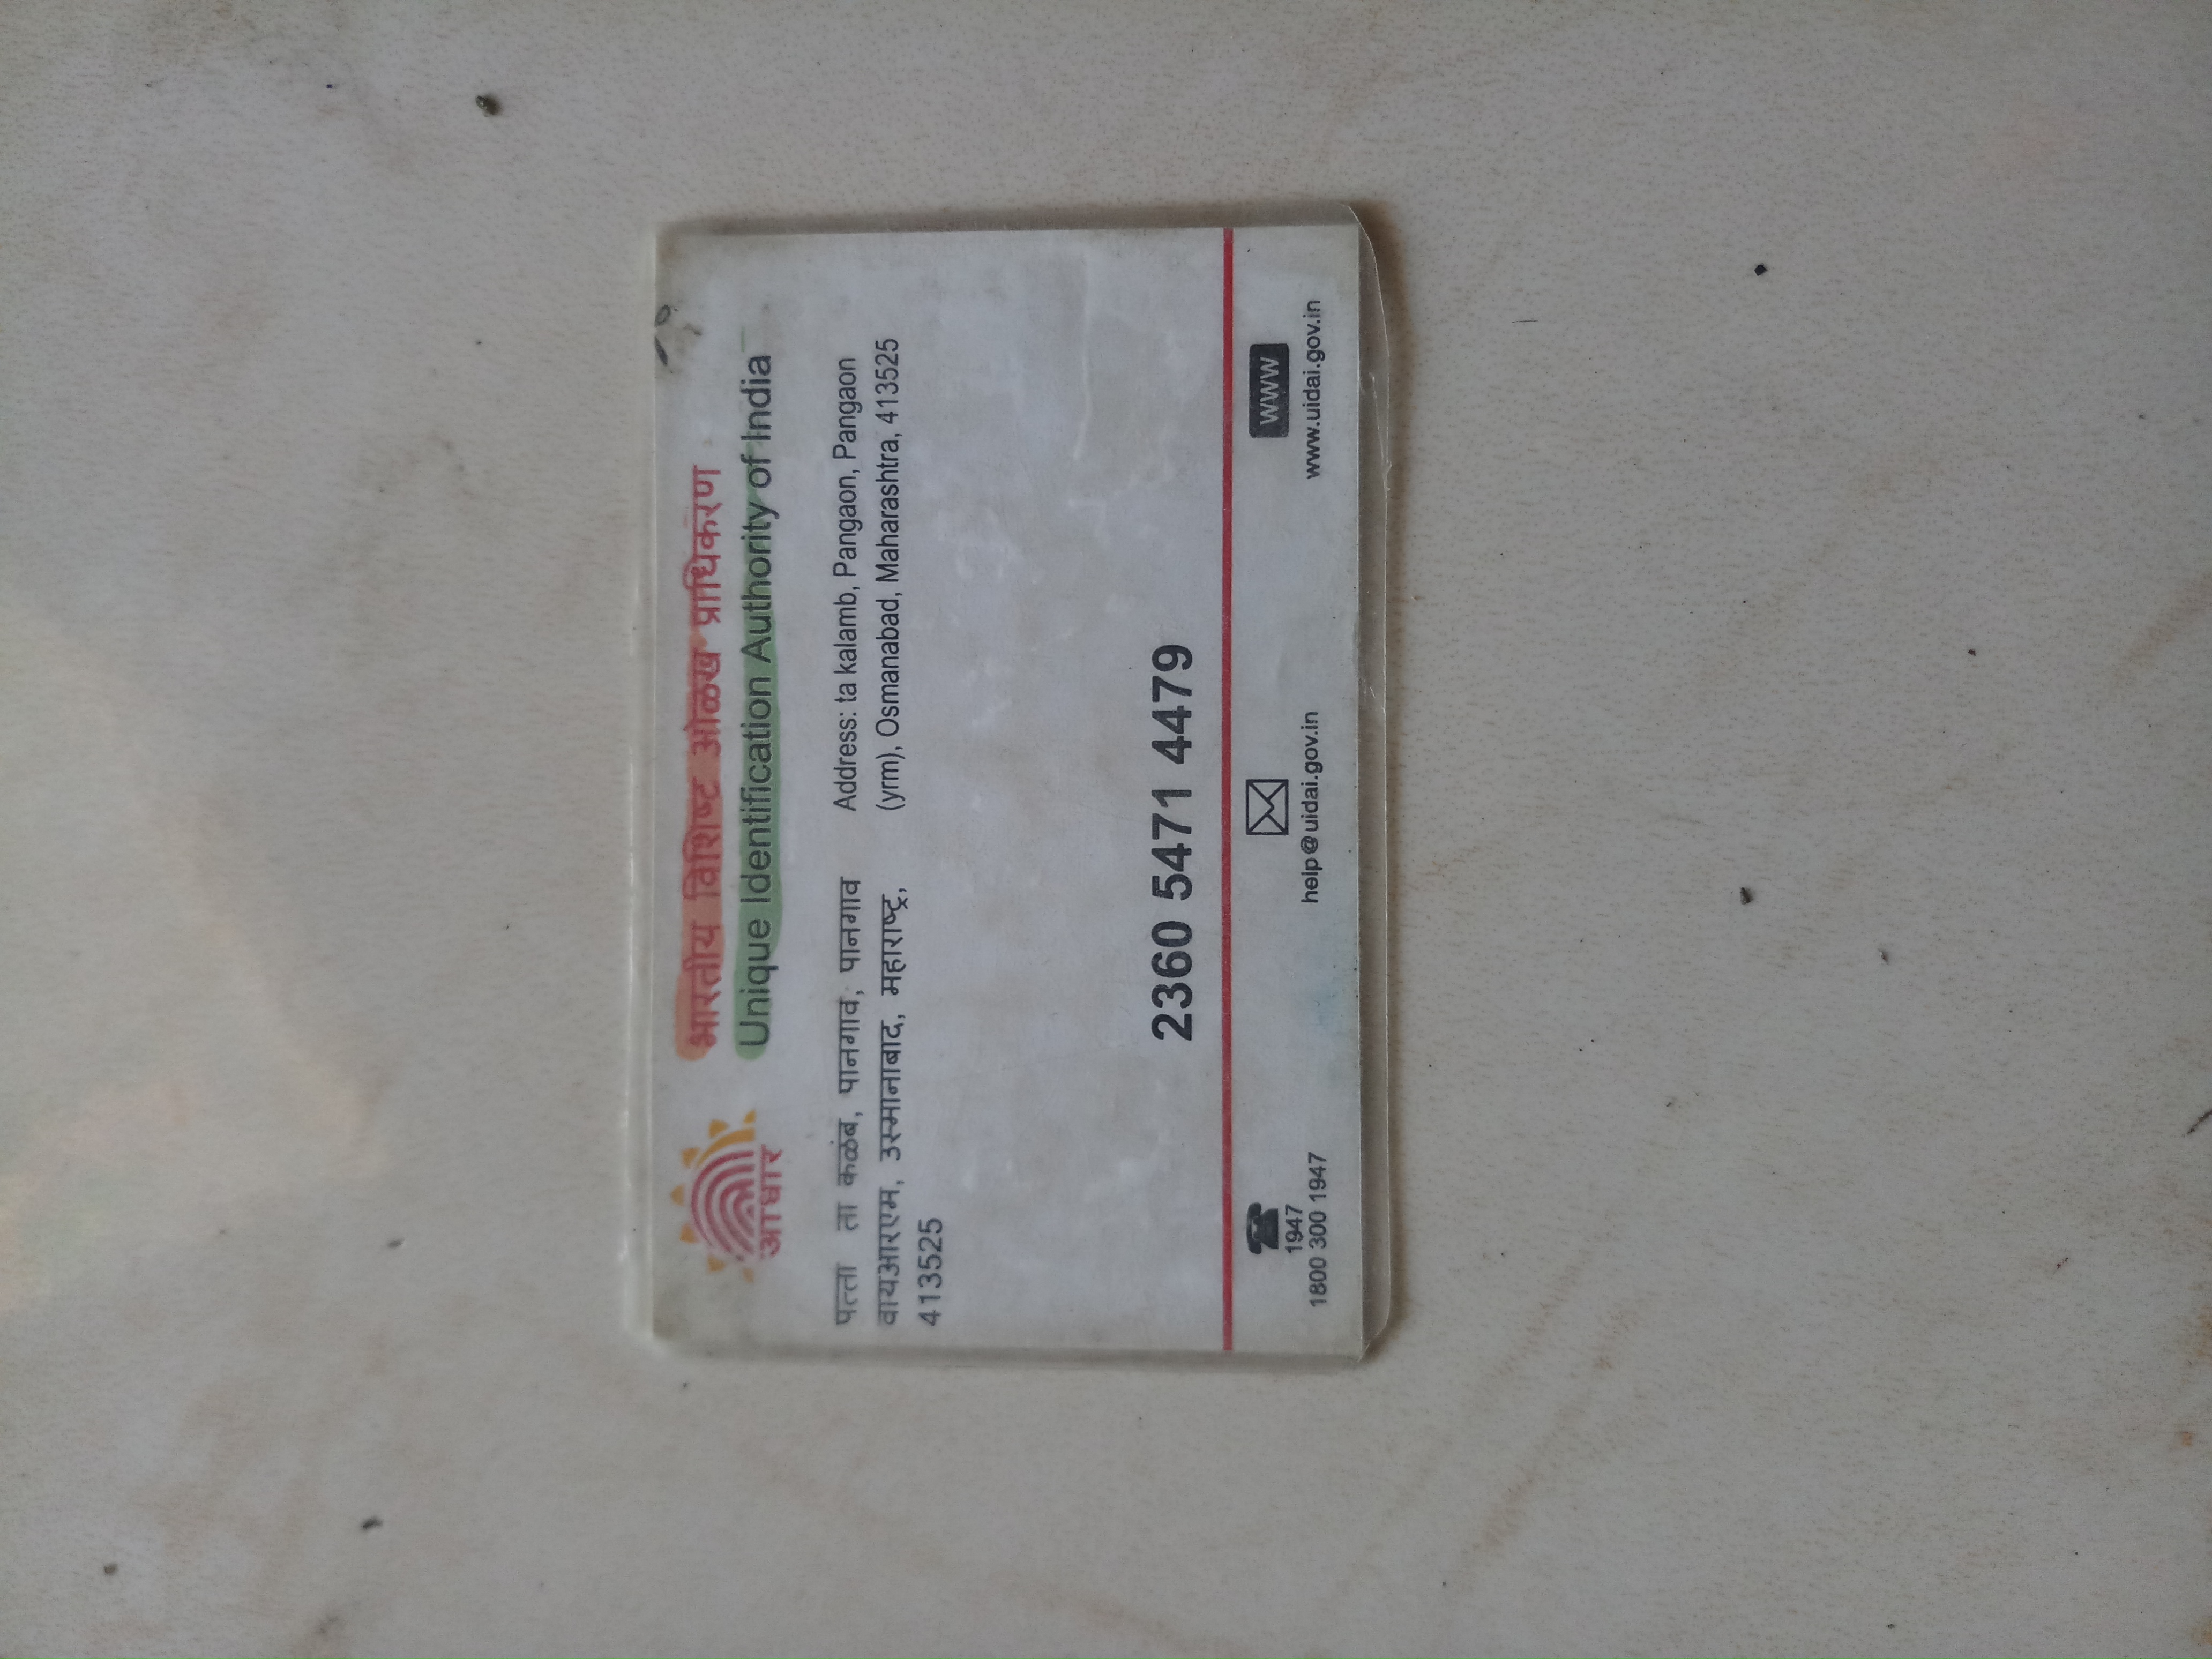 भारतीय विशिष्ट ओळख प्राधिकरण
Unique Identification Authority of India
आधार
पत्ता ता कळंब, पानगाव, पानगाव
वायआरएम, उस्मानाबाद, महाराष्ट्र,
413525
Address: ta kalamb, Pangaon, Pangaon
(yrm), Osmanabad, Maharashtra, 413525
2360 5471 4479
1947
1800 300 1947
help@uidai.gov.in
www
www.uidai.gov.in